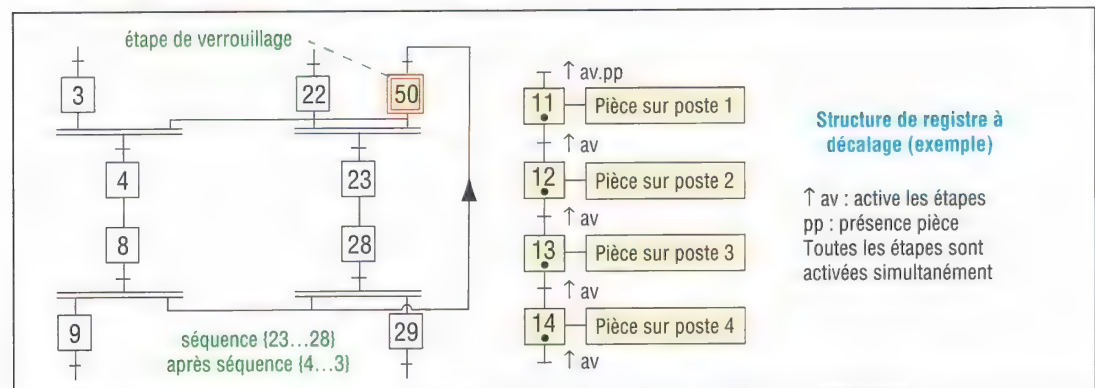 étape de verrouillage
3
22
50
4
23
8
28
9
29
séquence {23...28}
après séquence {4...3}
↑ av.pp
11
Pièce sur poste 1
↑ av
12
Pièce sur poste 2
↑ av
13
Pièce sur poste 3
↑ av
14
Pièce sur poste 4
↑ av
Structure de registre à
décalage (exemple)
↑ av : active les étapes
pp : présence pièce
Toutes les étapes sont
activées simultanément